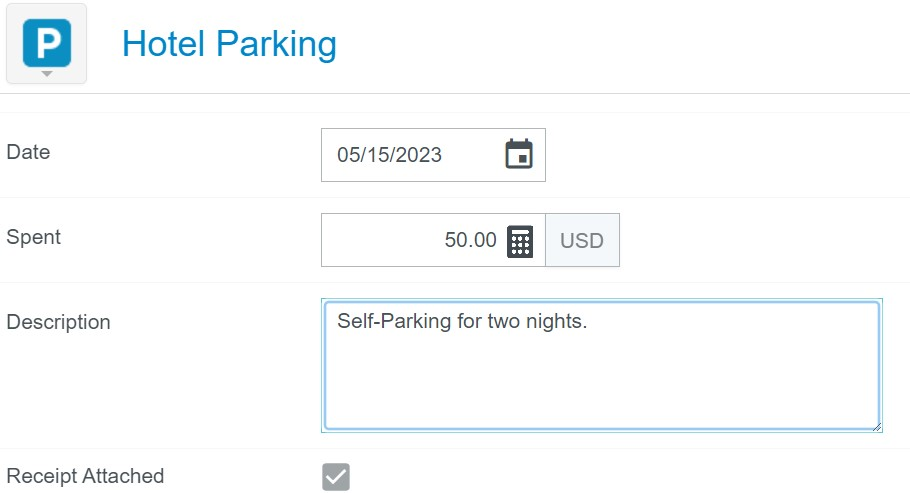 P
Hotel Parking
Date
05/15/2023
Spent
50.00
USD
Description
Self-Parking for two nights.
Receipt Attached